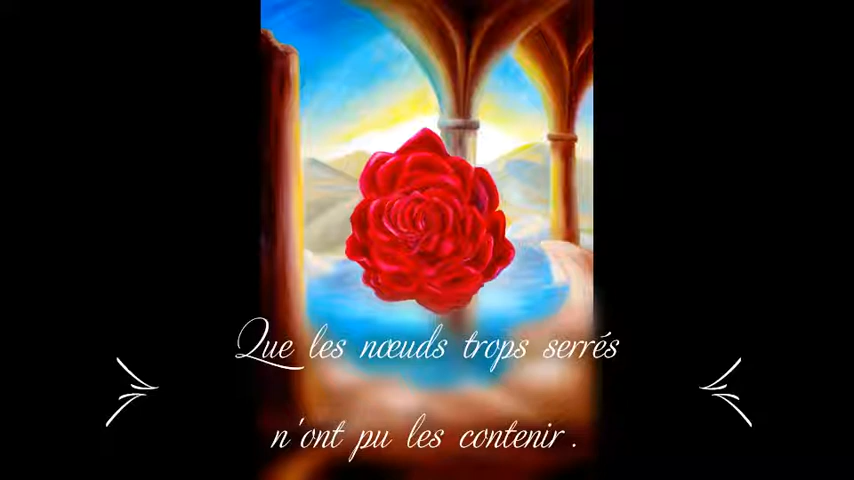 Que les nœuds trops serrés
n'ont pu les contenir.